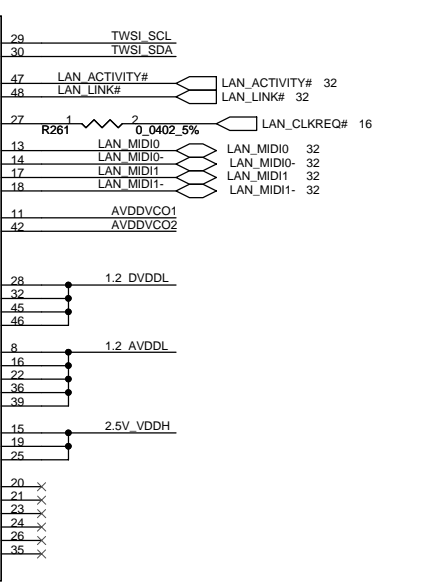 29 TWSI_SCL
30 TWSI_SDA
47 LAN_ACTIVITY# LAN_ACTIVITY# 32
48 LAN_LINK# LAN_LINK# 32
27 1 2 LAN_CLKREQ# 16
R261 0_0402_5%
13 LAN_MIDI0 LAN_MIDI0 32
14 LAN_MIDI0- LAN_MIDI0- 32
17 LAN_MIDI1 LAN_MIDI1 32
18 LAN_MIDI1- LAN_MIDI1- 32
11 AVDDVCO1
42 AVDDVCO2
28 1.2_DVDDL
32
45
46
8 1.2_AVDDL
16
22
36
39
15 2.5V_VDDH
19
25
20
21
23
24
26
35